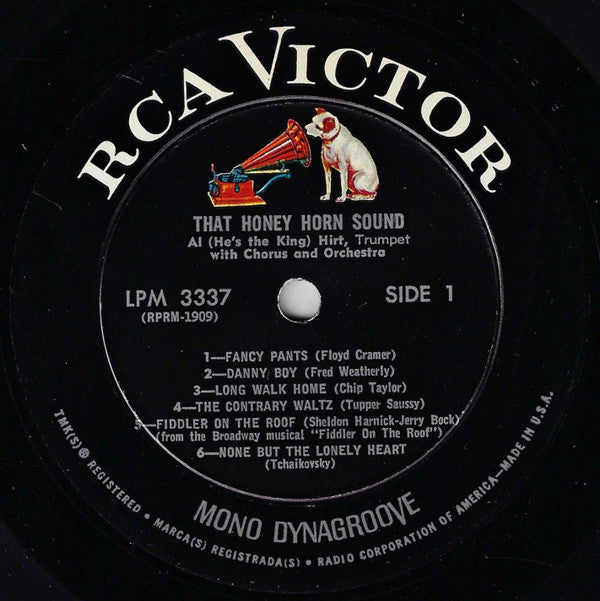 RCA VICTOR
THAT HONEY HORN SOUND
Al (He's the King) Hirt, Trumpet
with Chorus and Orchestra
LPM 3337
(RPRM-1909)
SIDE 1
1—FANCY PANTS (Floyd Cramer)
2—DANNY BOY (Fred Weatherly)
3—LONG WALK HOME (Chip Taylor)
4—THE CONTRARY WALTZ (Tupper Saussy)
5—FIDDLER ON THE ROOF (Sheldon Harnick-Jerry Bock)
(from the Broadway musical "Fiddler On The Roof")
6—NONE BUT THE LONELY HEART
(Tchaikovsky)
MONO DYNAGROOVE
TMK(S) ® REGISTERED • MARCA(S) REGISTRADA(S) • RADIO CORPORATION OF AMERICA—MADE IN U.S.A.